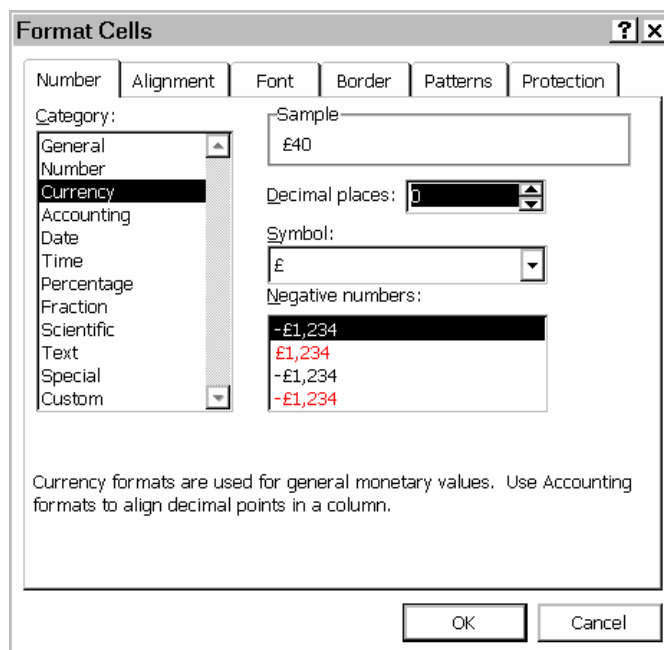 Format Cells
Number Alignment Font Border Patterns Protection
Category:
General
Number
Currency
Accounting
Date
Time
Percentage
Fraction
Scientific
Text
Special
Custom
Sample
£40
Decimal places: 0
Symbol:
£
Negative numbers:
-£1,234
£1,234
-£1,234
-£1,234
Currency formats are used for general monetary values. Use Accounting
formats to align decimal points in a column.
OK Cancel